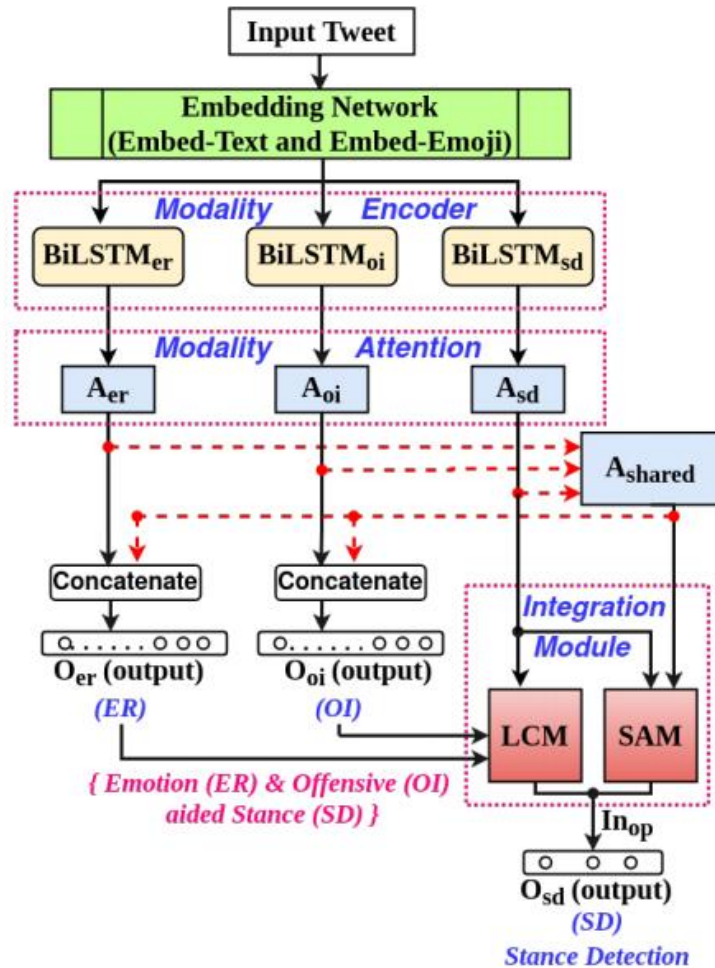 Input Tweet
Embedding Network
(Embed-Text and Embed-Emoji)
Modality Encoder
BiLSTMer BiLSTMoi BiLSTMsd
Modality Attention
Aer Aoi Asd
Ashared
Concatenate Concatenate
Integration
Module
Oer (output) Ooi (output)
(ER) (OI)
LCM SAM
{ Emotion (ER) & Offensive (OI)
aided Stance (SD) }
Inop
Osd (output)
(SD)
Stance Detection